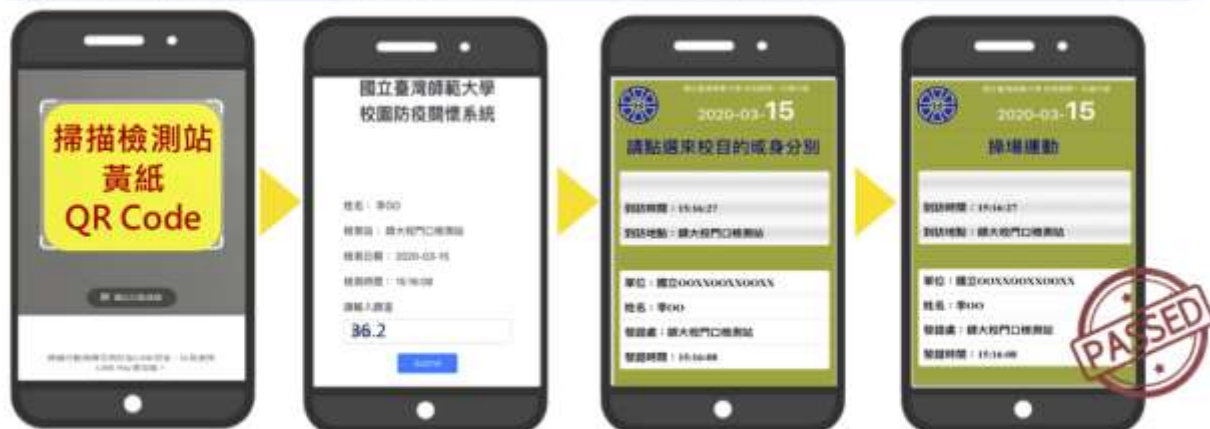 掃描檢測站
黃紙
QR Code
國立臺灣師範大學
校園防疫關懷系統
姓名： 李OO
檢測站： 師大校門口檢測站
檢測日期： 2020-03-15
檢測時間： 15:16:08
請輸入額溫
36.2
Submit
2020-03-15
請點選來校目的或身分別
到訪時間：15:16:27
到訪地點：師大校門口檢測站
單位：國立OOXXOOXXOOXX
姓名：李OO
發證處：師大校門口檢測站
發證時間：15:16:08
2020-03-15
操場運動
到訪時間：15:16:27
到訪地點：師大校門口檢測站
單位：國立OOXXOOXXOOXX
姓名：李OO
發證處：師大校門口檢測站
發證時間：15:16:08
PASSED